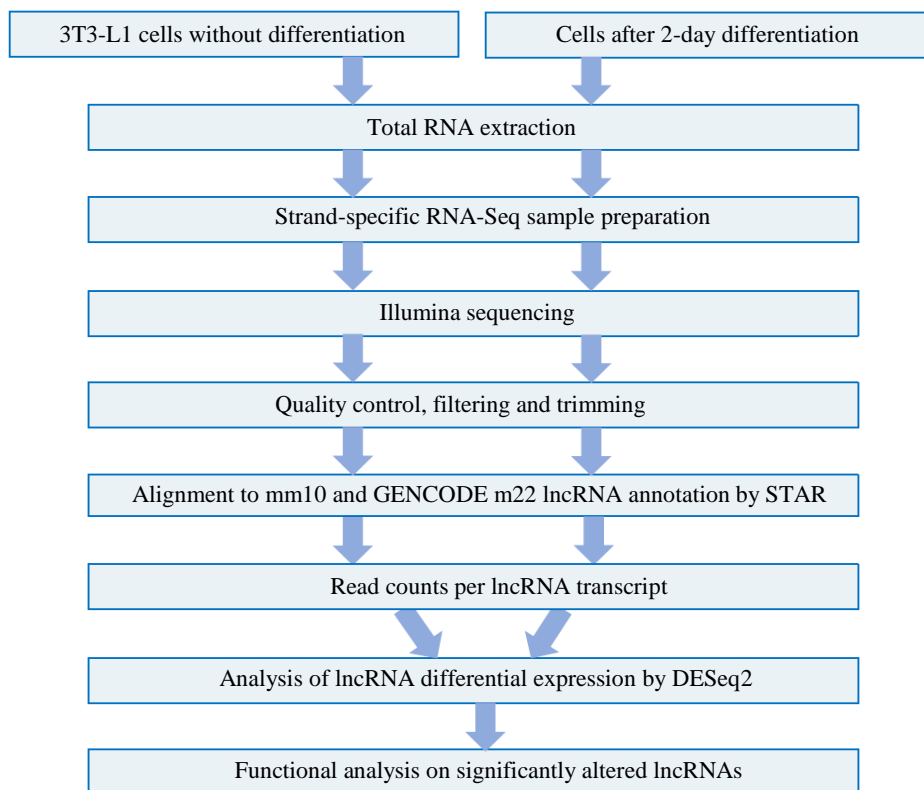 3T3-L1 cells without differentiation
Cells after 2-day differentiation
Total RNA extraction
Strand-specific RNA-Seq sample preparation
Illumina sequencing
Quality control, filtering and trimming
Alignment to mm10 and GENCODE m22 lncRNA annotation by STAR
Read counts per lncRNA transcript
Analysis of lncRNA differential expression by DESeq2
Functional analysis on significantly altered lncRNAs